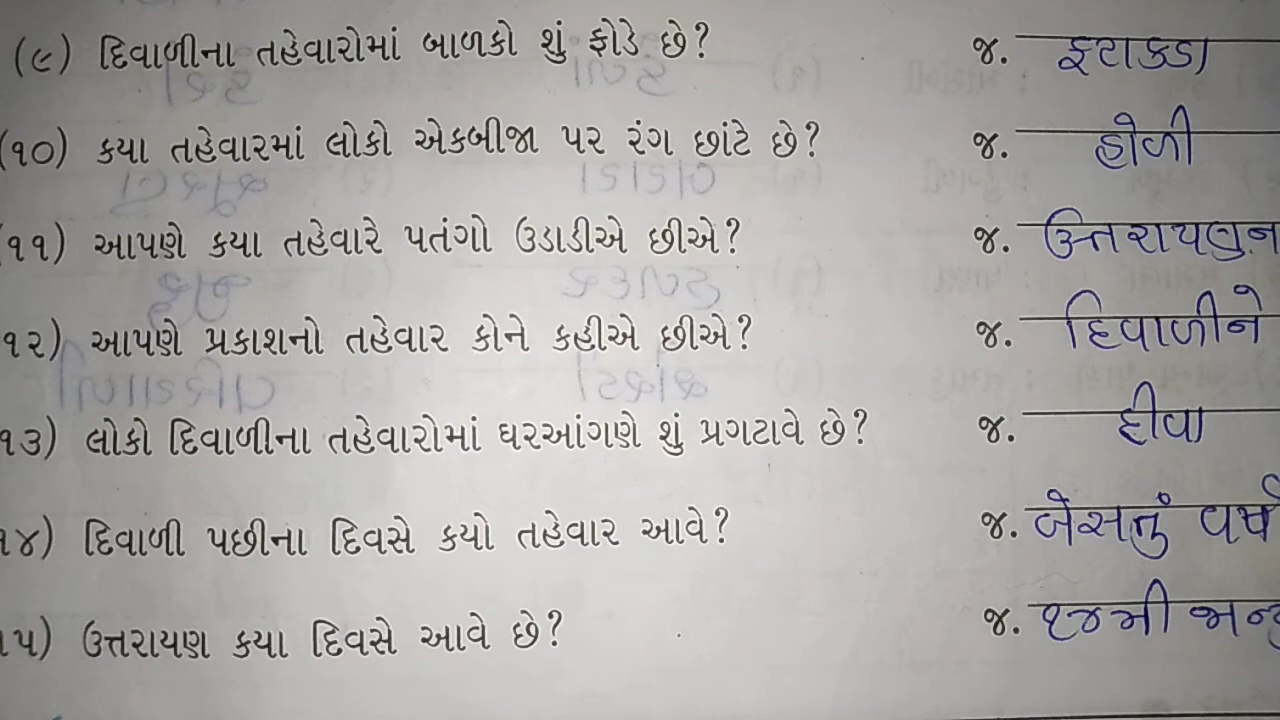 (૯) દિવાળીના તહેવારોમાં બાળકો શું ફોડે છે? જ. ફટાકડા
(૧૦) કયા તહેવારમાં લોકો એકબીજા પર રંગ છાંટે છે? જ. હોળી
૧૧) આપણે કયા તહેવારે પતંગો ઉડાડીએ છીએ? જ. ઉત્તરાયણન
૧૨) આપણે પ્રકાશનો તહેવાર કોને કહીએ છીએ? જ. દિવાળીને
૧૩) લોકો દિવાળીના તહેવારોમાં ઘરઆંગણે શું પ્રગટાવે છે? જ. દીવા
૧૪) દિવાળી પછીના દિવસે કયો તહેવાર આવે? જ. બેસતું વર્ષ
૧૫) ઉત્તરાયણ કયા દિવસે આવે છે? જ. ૧૪મી